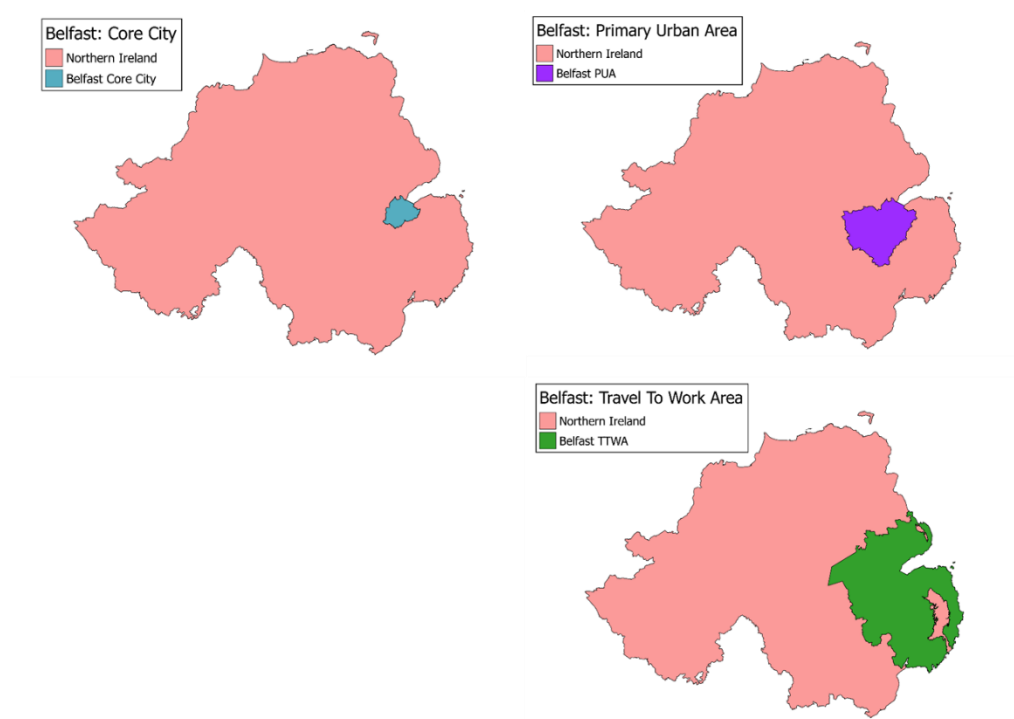 Belfast: Core City
Northern Ireland
Belfast Core City
Belfast: Primary Urban Area
Northern Ireland
Belfast PUA
Belfast: Travel To Work Area
Northern Ireland
Belfast TTWA